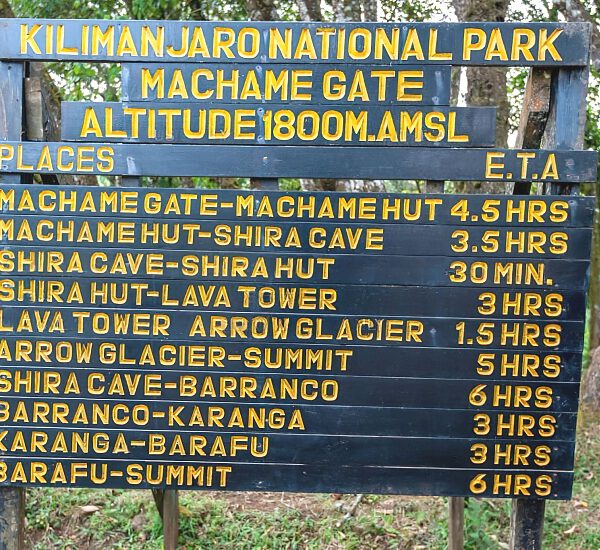 KILIMANJARO NATIONAL PARK
MACHAME GATE
ALTITUDE 1800M.AMSL
PLACES E.T.A
MACHAME GATE-MACHAME HUT 4.5 HRS
MACHAME HUT-SHIRA CAVE 3.5 HRS
SHIRA CAVE-SHIRA HUT 30 MIN.
SHIRA HUT-LAVA TOWER 3 HRS
LAVA TOWER ARROW GLACIER 1.5 HRS
ARROW GLACIER-SUMMIT 5 HRS
SHIRA CAVE-BARRANCO 6 HRS
BARRANCO-KARANGA 3 HRS
KARANGA-BARAFU 3 HRS
BARAFU-SUMMIT 6 HRS